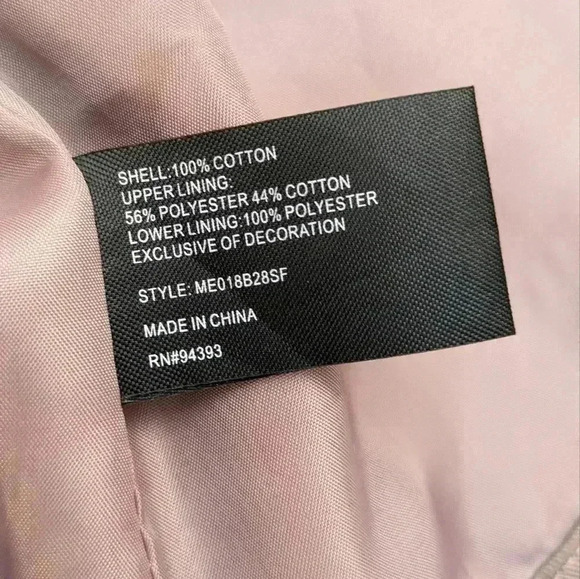 SHELL:100% COTTON
UPPER LINING:
56% POLYESTER 44% COTTON
LOWER LINING:100% POLYESTER
EXCLUSIVE OF DECORATION
STYLE: ME018B28SF
MADE IN CHINA
RN#94393